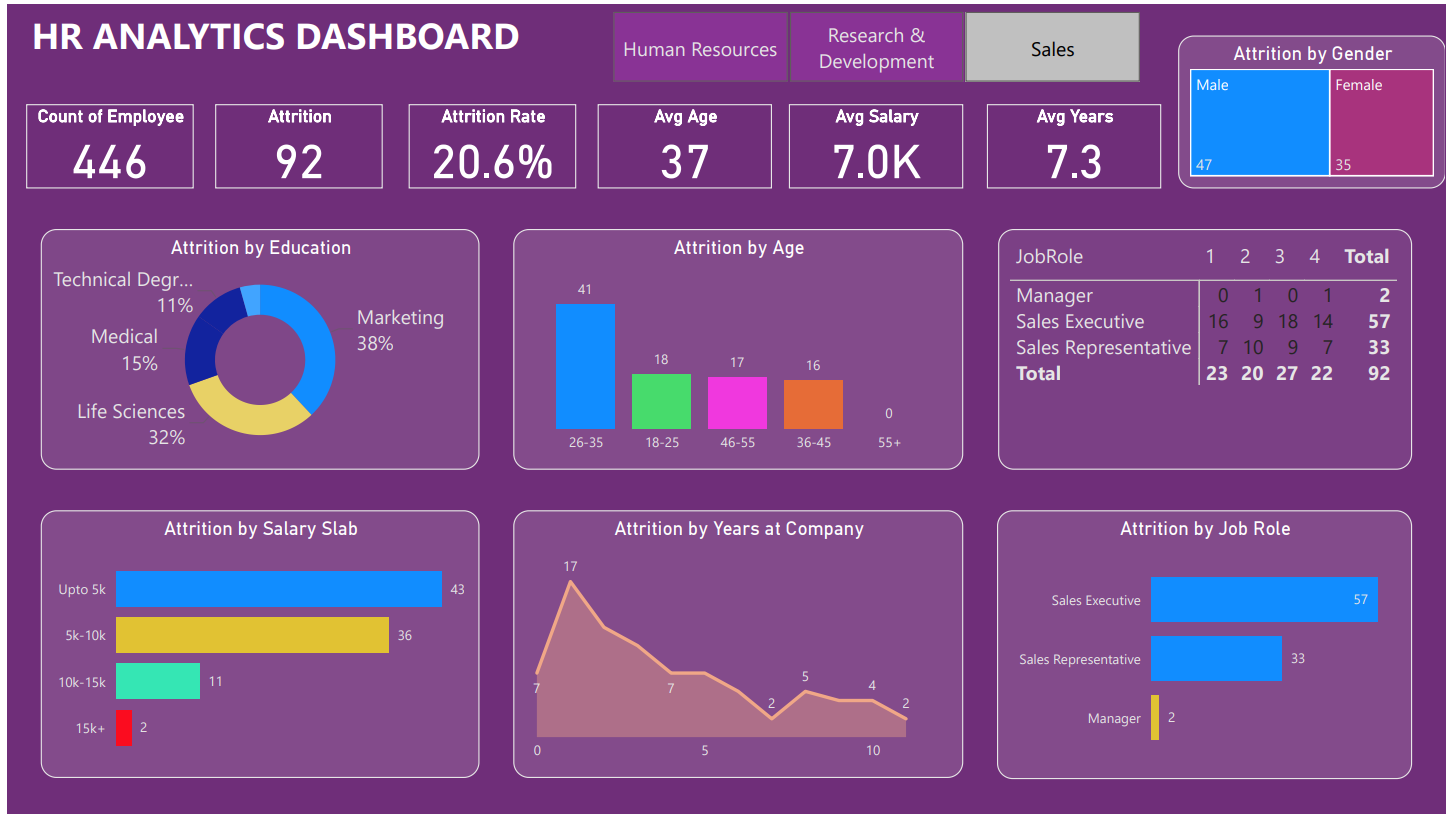 HR ANALYTICS DASHBOARD
Human Resources
Research &
Development
Sales
Attrition by Gender
Male
Female
47
35
Count of Employee
446
Attrition
92
Attrition Rate
20.6%
Avg Age
37
Avg Salary
7.0K
Avg Years
7.3
Attrition by Education
Technical Degr...
11%
Medical
15%
Life Sciences
32%
Marketing
38%
Attrition by Age
41
18
17
16
0
26-35
18-25
46-55
36-45
55+
JobRole 1 2 3 4 Total
Manager 0 1 0 1 2
Sales Executive 16 9 18 14 57
Sales Representative 7 10 9 7 33
Total 23 20 27 22 92
Attrition by Salary Slab
Upto 5k 43
5k-10k 36
10k-15k 11
15k+ 2
Attrition by Years at Company
17
7
7
2
5
4
2
0
5
10
Attrition by Job Role
Sales Executive 57
Sales Representative 33
Manager 2